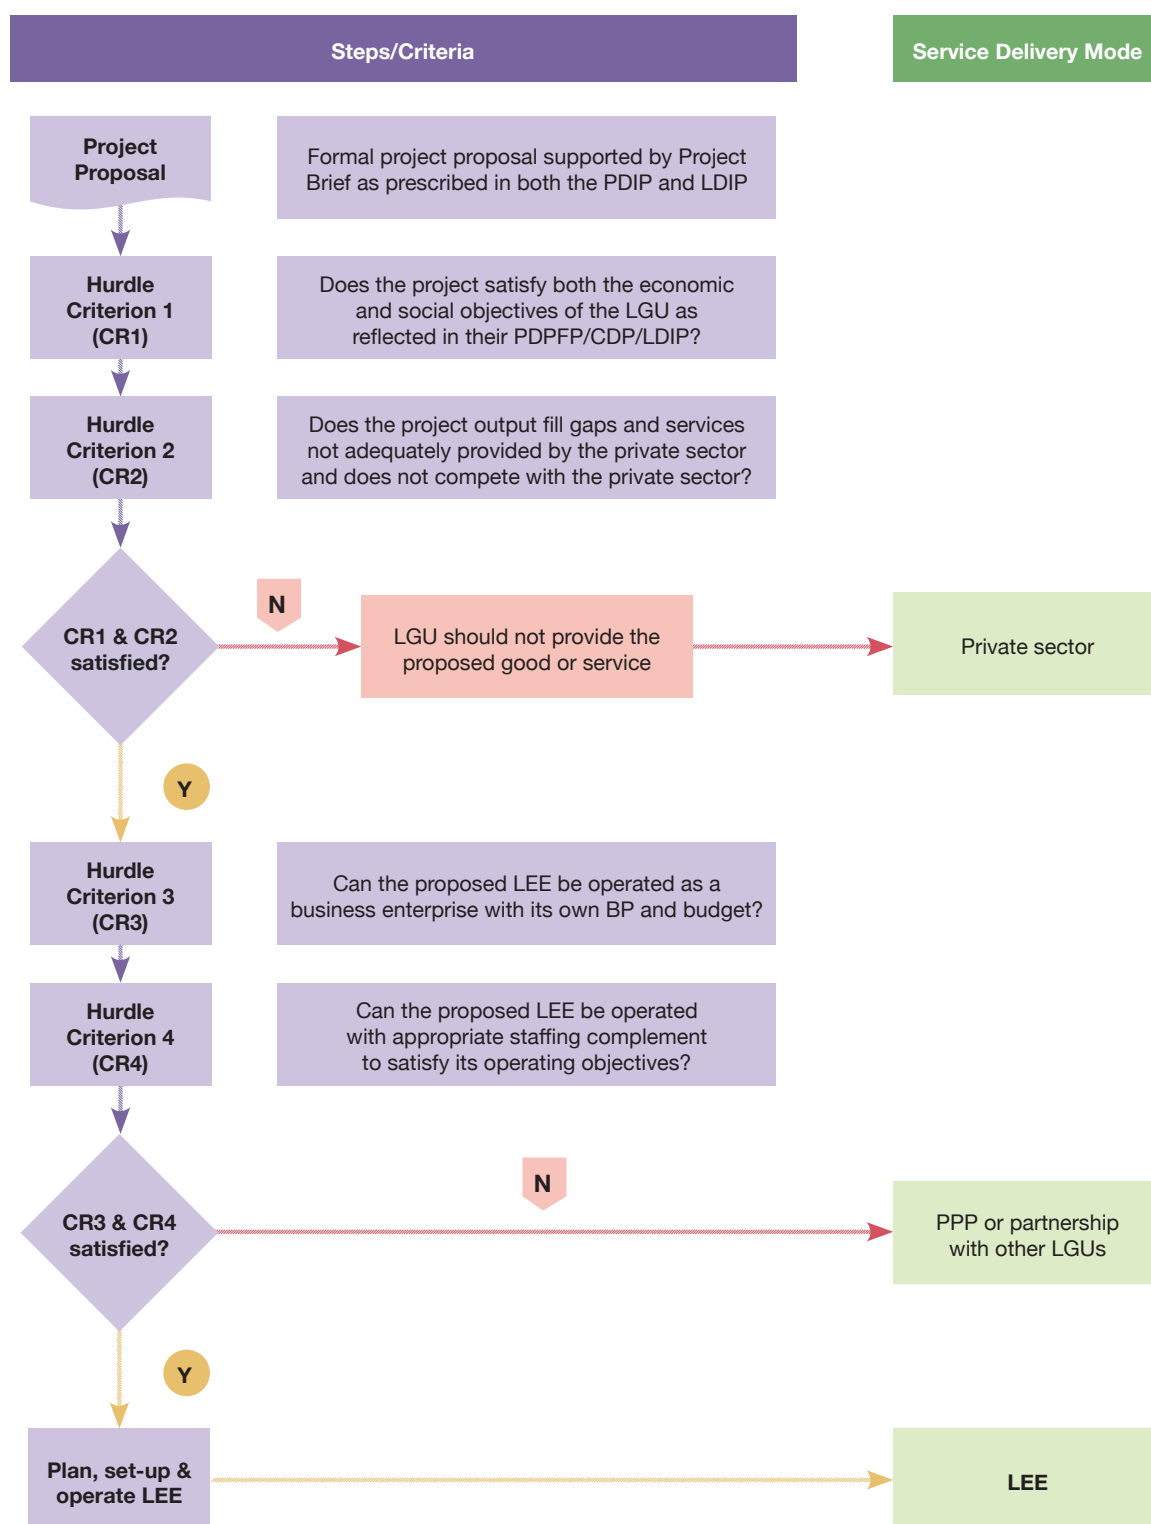 Steps/Criteria
Service Delivery Mode
Project
Proposal
Formal project proposal supported by Project
Brief as prescribed in both the PDIP and LDIP
Hurdle
Criterion 1
(CR1)
Does the project satisfy both the economic
and social objectives of the LGU as
reflected in their PDPFP/CDP/LDIP?
Hurdle
Criterion 2
(CR2)
Does the project output fill gaps and services
not adequately provided by the private sector
and does not compete with the private sector?
CR1 & CR2
satisfied?
N
LGU should not provide the
proposed good or service
Private sector
Y
Hurdle
Criterion 3
(CR3)
Can the proposed LEE be operated as a
business enterprise with its own BP and budget?
Hurdle
Criterion 4
(CR4)
Can the proposed LEE be operated
with appropriate staffing complement
to satisfy its operating objectives?
CR3 & CR4
satisfied?
N
PPP or partnership
with other LGUs
Y
Plan, set-up &
operate LEE
LEE